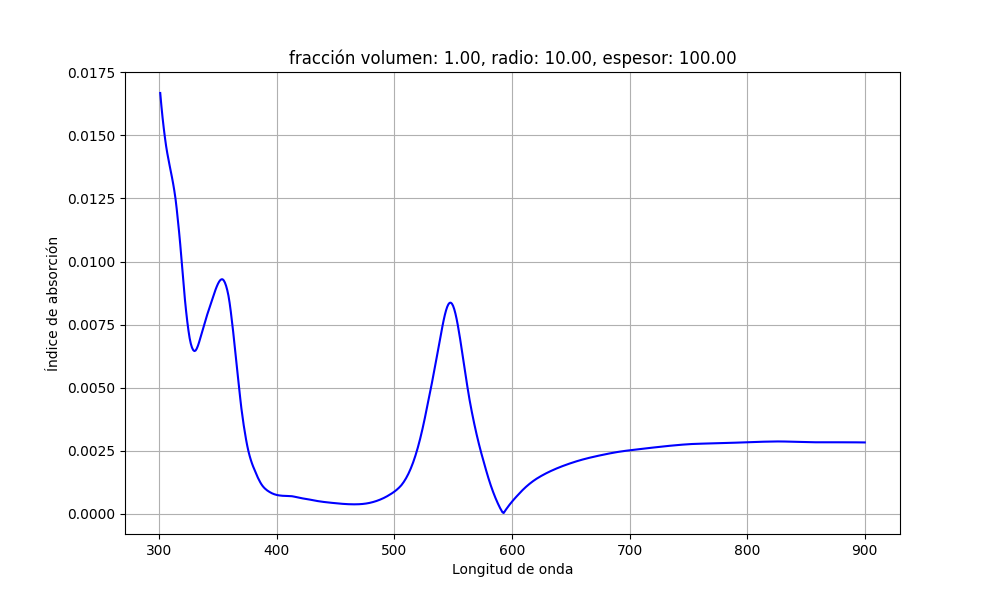 fracción volumen: 1.00, radio: 10.00, espesor: 100.00
0.0175
0.0150
0.0125
0.0100
0.0075
0.0050
0.0025
0.0000
Índice de absorción
300 400 500 600 700 800 900
Longitud de onda